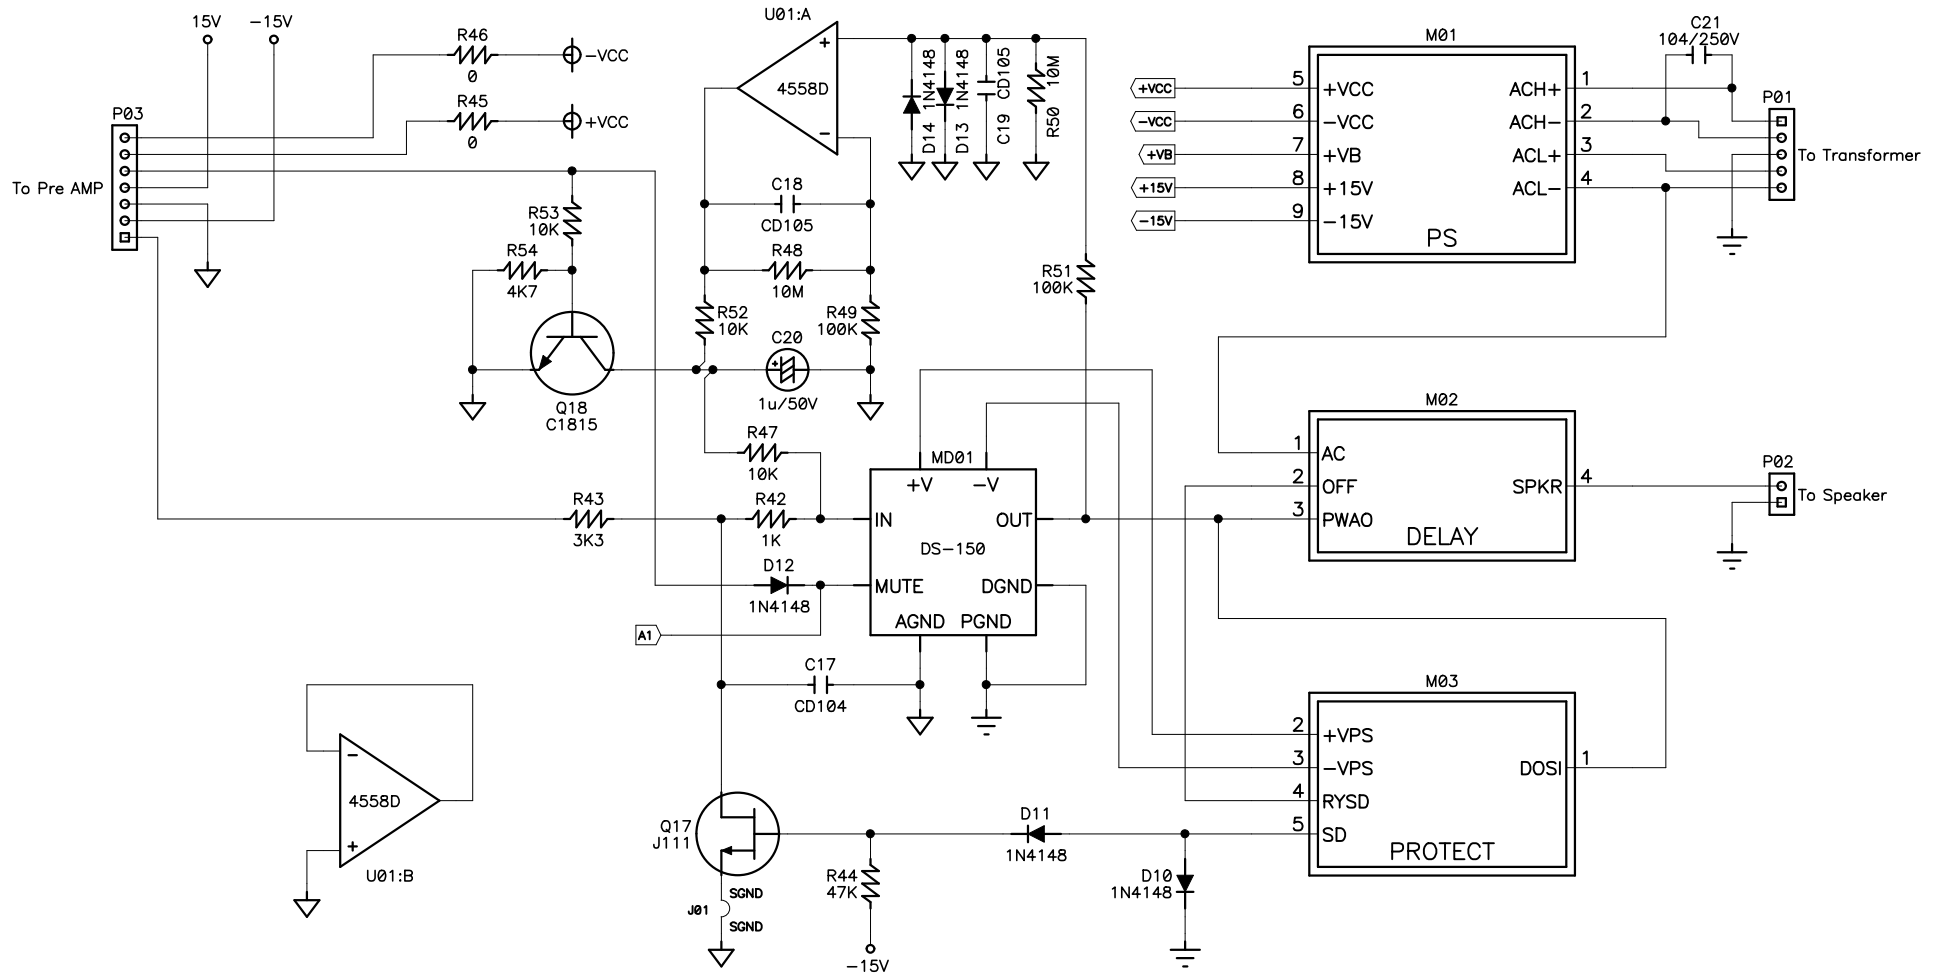 15V
-15V
R46
0
-VCC
R45
0
+VCC
P03
To Pre AMP
R53
10K
R54
4K7
Q18
C1815
U01:A
+
4558D
-
D14
1N4148
D13
1N4148
C19
CD105
R50
10M
C18
CD105
R48
10M
R52
10K
R49
100K
C20
+
1u/50V
R51
100K
R47
10K
R43
3K3
R42
1K
D12
1N4148
A1
C17
CD104
MD01
+V
-V
IN
OUT
DS-150
MUTE
DGND
AGND
PGND
-
4558D
+
U01:B
Q17
J111
J01
SGND
SGND
R44
47K
-15V
D11
1N4148
D10
1N4148
M01
+VCC
5
+VCC
-VCC
6
-VCC
+VB
7
+VB
+15V
8
+15V
-15V
9
-15V
ACH+
1
ACH-
2
ACL+
3
ACL-
4
PS
C21
104/250V
P01
To Transformer
M02
1
AC
2
OFF
3
PWAO
SPKR
4
DELAY
P02
To Speaker
M03
2
+VPS
3
-VPS
4
RYSD
5
SD
DOSI
1
PROTECT